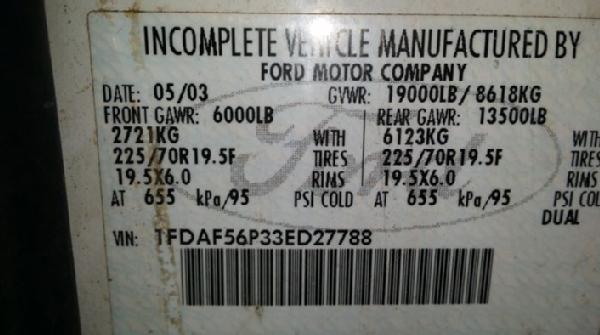 INCOMPLETE VEHICLE MANUFACTURED BY
FORD MOTOR COMPANY
DATE: 05/03 GVWR: 19000LB/8618KG
FRONT GAWR: 6000LB REAR GAWR: 13500LB
2721KG WITH 6123KG WITH
225/70R19.5F TIRES 225/70R19.5F TIRES
19.5X6.0 RIMS 19.5X6.0 RIMS
AT 655 kPa/95 PSI COLD AT 655 kPa/95 PSI COLD
DUAL
VIN: 1FDAF56P33ED27788
Ford